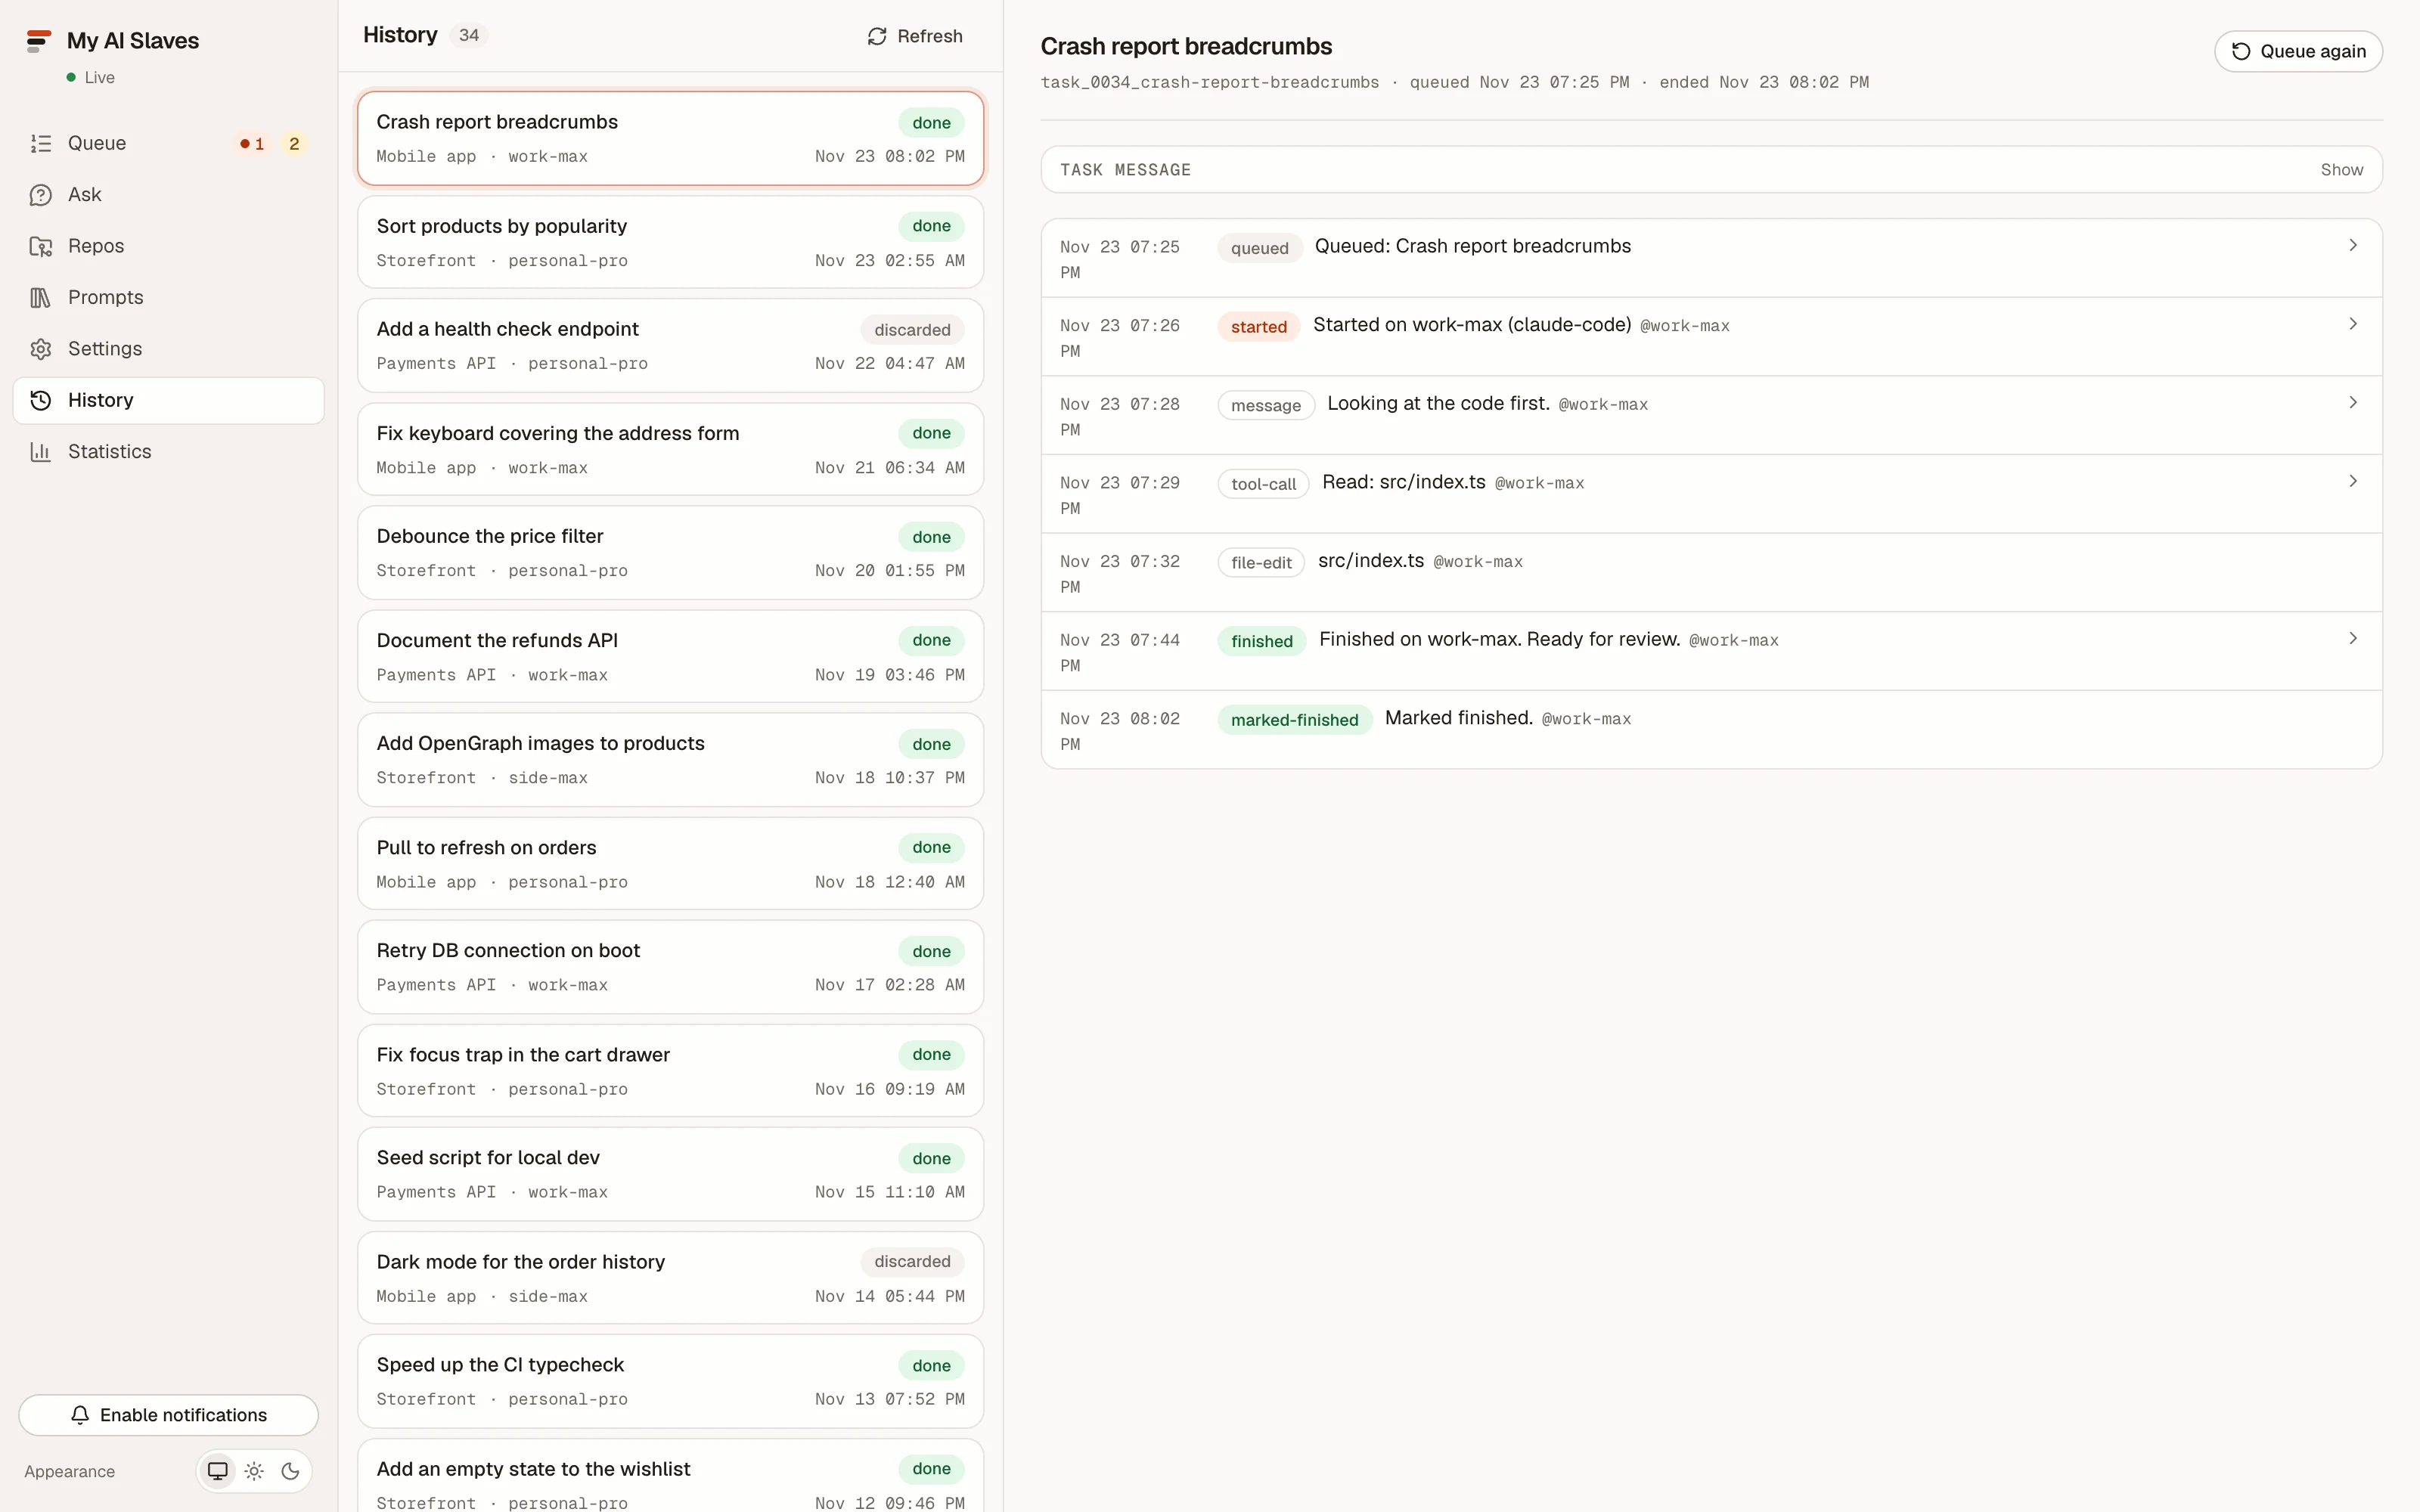 My AI Slaves
Live
Queue 1 2
Ask
Repos
Prompts
Settings
History
Statistics
Enable notifications
Appearance
History 34
Refresh
Crash report breadcrumbs done
Mobile app · work-max Nov 23 08:02 PM
Sort products by popularity done
Storefront · personal-pro Nov 23 02:55 AM
Add a health check endpoint discarded
Payments API · personal-pro Nov 22 04:47 AM
Fix keyboard covering the address form done
Mobile app · work-max Nov 21 06:34 AM
Debounce the price filter done
Storefront · personal-pro Nov 20 01:55 PM
Document the refunds API done
Payments API · work-max Nov 19 03:46 PM
Add OpenGraph images to products done
Storefront · side-max Nov 18 10:37 PM
Pull to refresh on orders done
Mobile app · personal-pro Nov 18 12:40 AM
Retry DB connection on boot done
Payments API · work-max Nov 17 02:28 AM
Fix focus trap in the cart drawer done
Storefront · personal-pro Nov 16 09:19 AM
Seed script for local dev done
Payments API · work-max Nov 15 11:10 AM
Dark mode for the order history discarded
Mobile app · side-max Nov 14 05:44 PM
Speed up the CI typecheck done
Storefront · personal-pro Nov 13 07:52 PM
Add an empty state to the wishlist done
Storefront · personal-pro Nov 12 09:46 PM
Crash report breadcrumbs
Queue again
task_0034_crash-report-breadcrumbs · queued Nov 23 07:25 PM · ended Nov 23 08:02 PM
TASK MESSAGE Show
Nov 23 07:25 queued Queued: Crash report breadcrumbs
PM
Nov 23 07:26 started Started on work-max (claude-code) @work-max
PM
Nov 23 07:28 message Looking at the code first. @work-max
PM
Nov 23 07:29 tool-call Read: src/index.ts @work-max
PM
Nov 23 07:32 file-edit src/index.ts @work-max
PM
Nov 23 07:44 finished Finished on work-max. Ready for review. @work-max
PM
Nov 23 08:02 marked-finished Marked finished. @work-max
PM